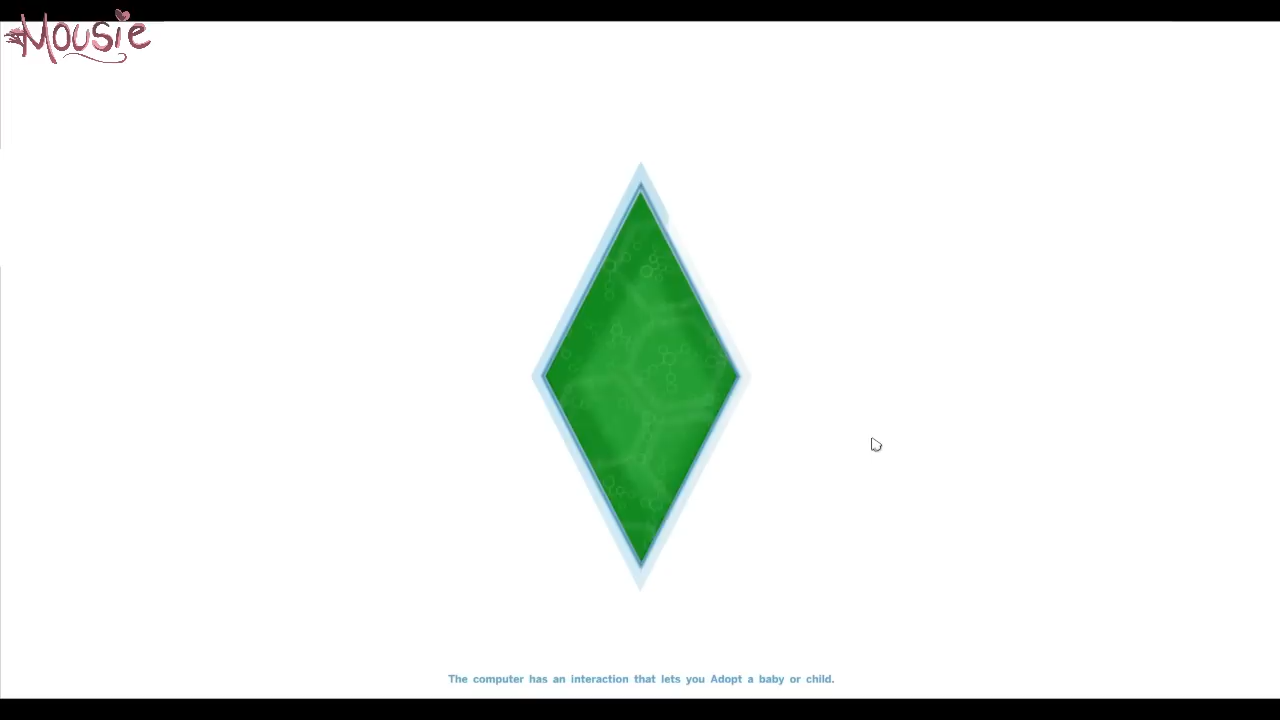 Mousie
The computer has an interaction that lets you Adopt a baby or child.